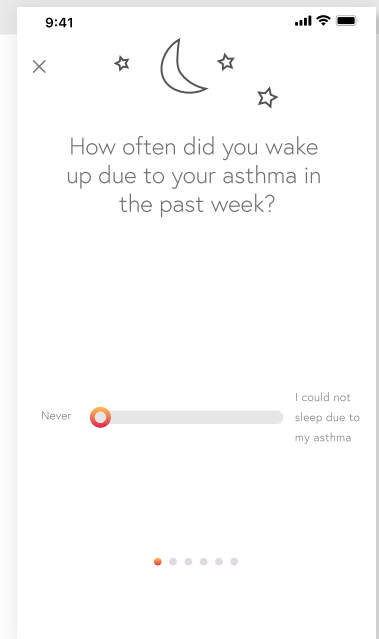 9:41
How often did you wake
up due to your asthma in
the past week?
I could not
Never
sleep due to
my asthma